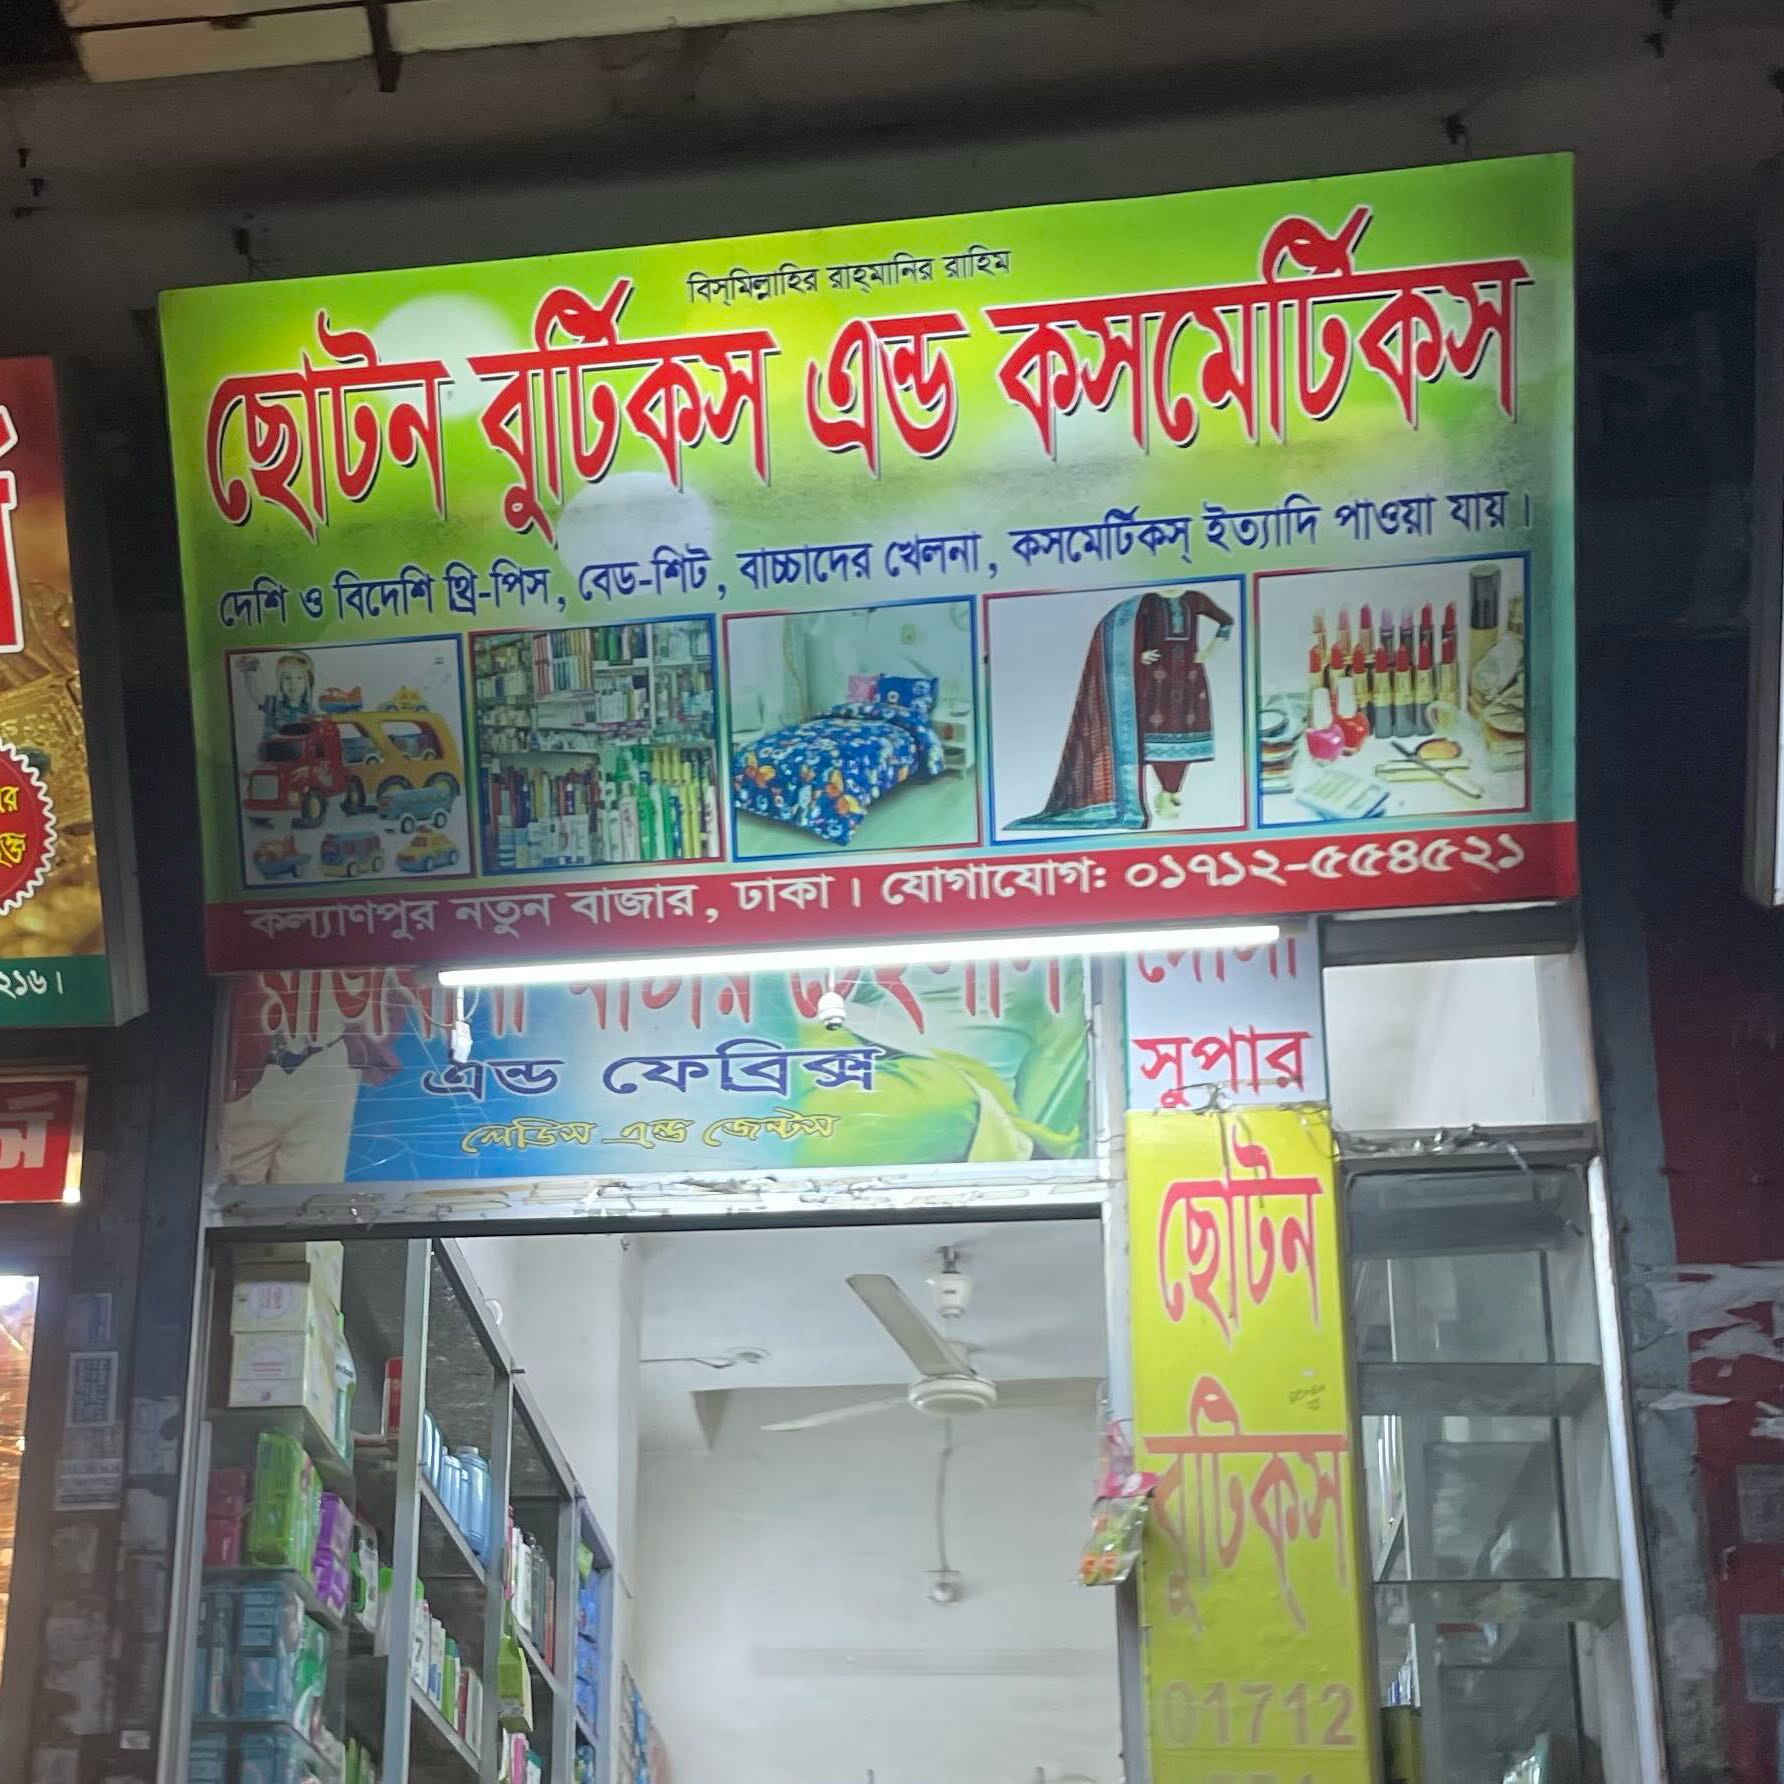 বিস্‌মিল্লাহির রাহ্‌মানির রাহিম
ছোটন বুর্টিকস এন্ড কসমের্টিকস
দেশি ও বিদেশি থ্রি-পিস, বেড-শিট, বাচ্চাদের খেলনা, কসমের্টিকস্ ইত্যাদি পাওয়া যায়।
কল্যাণপুর নতুন বাজার, ঢাকা। যোগাযোগ: ০১৭১২-৫৫৪৫২১
এন্ড ফেব্রিক্স
লেডিস এন্ড জেন্টস
সুপার
ছোটন
বুটিকস
01712
২১৬।